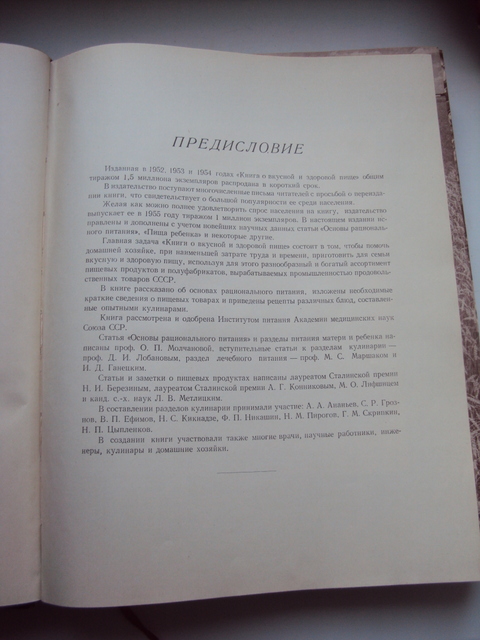 ПРЕДИСЛОВИЕ
Изданная в 1952, 1953 и 1954 годах «Книга о вкусной и здоровой пище» общим
тиражом 1,5 миллиона экземпляров распродана в короткий срок.
В издательство поступают многочисленные письма читателей с просьбой о переизда-
нии книги, что свидетельствует о большой популярности ее среди населения.
Желая как можно полнее удовлетворить спрос населения на книгу, издательство
выпускает ее в 1955 году тиражом 1 миллион экземпляров. В настоящем издании не-
правлены и дополнены с учетом новейших научных данных статьи «Основы рациональ-
ного питания», «Пища ребенка» и некоторые другие.
Главная задача «Книги о вкусной и здоровой пище» состоит в том, чтобы помочь
домашней хозяйке, при наименьшей затрате труда и времени, приготовить для семьи
вкусную и здоровую пищу, используя для этого разнообразный и богатый ассортимент
пищевых продуктов и полуфабрикатов, вырабатываемых промышленностью продоволь-
ственных товаров СССР.
В книге рассказано об основах рационального питания, изложены необходимые
краткие сведения о пищевых товарах и приведены рецепты различных блюд, составлен-
ные опытными кулинарами.
Книга рассмотрена и одобрена Институтом питания Академии медицинских наук
Союза ССР.
Статьи «Основы рационального питания» и разделы питания матери и ребенка на-
писаны проф. О. П. Молчановой, вступительные статьи к разделам кулинарии —
проф. Д. И. Лобановым, раздел лечебного питания — проф. М. С. Маршаком и
И. Д. Ганецким.
Статьи и заметки о пищевых продуктах написаны лауреатом Сталинской премии
Н. И. Березиным, лауреатом Сталинской премии А. Г. Конниковым, М. О. Лифшицем
и канд. с.-х. наук Л. В. Метлицким.
В составлении разделов кулинарии принимали участие: А. А. Ананьев, С. Р. Гроз-
нов, В. П. Ефимов, Н. С. Киknадзе, Ф. П. Никашин, Н. М. Пирогов, Г. М. Скрипкин,
Н. П. Цыпленков.
В создании книги участвовали также многие врачи, научные работники, инже-
неры, кулинары и домашние хозяйки.